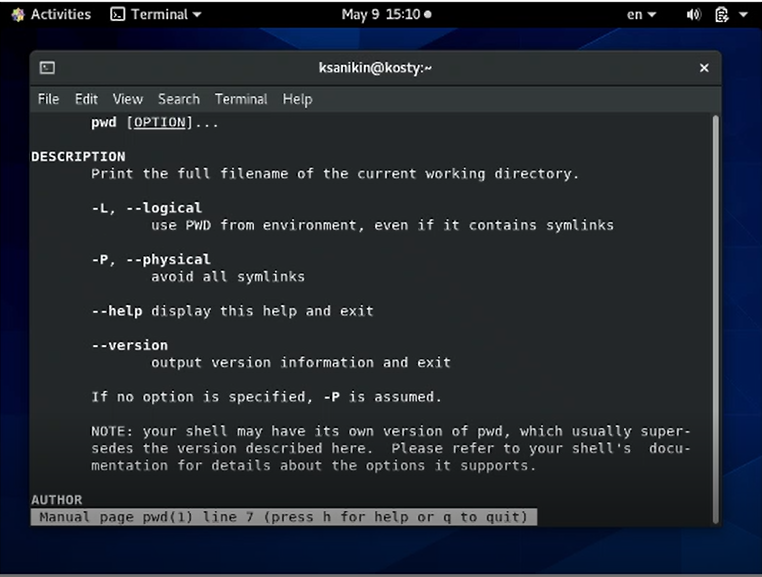 Activities Terminal May 9 15:10 en
ksanikin@kosty:~
File Edit View Search Terminal Help
pwd [OPTION]...
DESCRIPTION
Print the full filename of the current working directory.
-L, --logical
use PWD from environment, even if it contains symlinks
-P, --physical
avoid all symlinks
--help display this help and exit
--version
output version information and exit
If no option is specified, -P is assumed.
NOTE: your shell may have its own version of pwd, which usually super-
sedes the version described here.  Please refer to your shell's  docu-
mentation for details about the options it supports.
AUTHOR
Manual page pwd(1) line 7 (press h for help or q to quit)